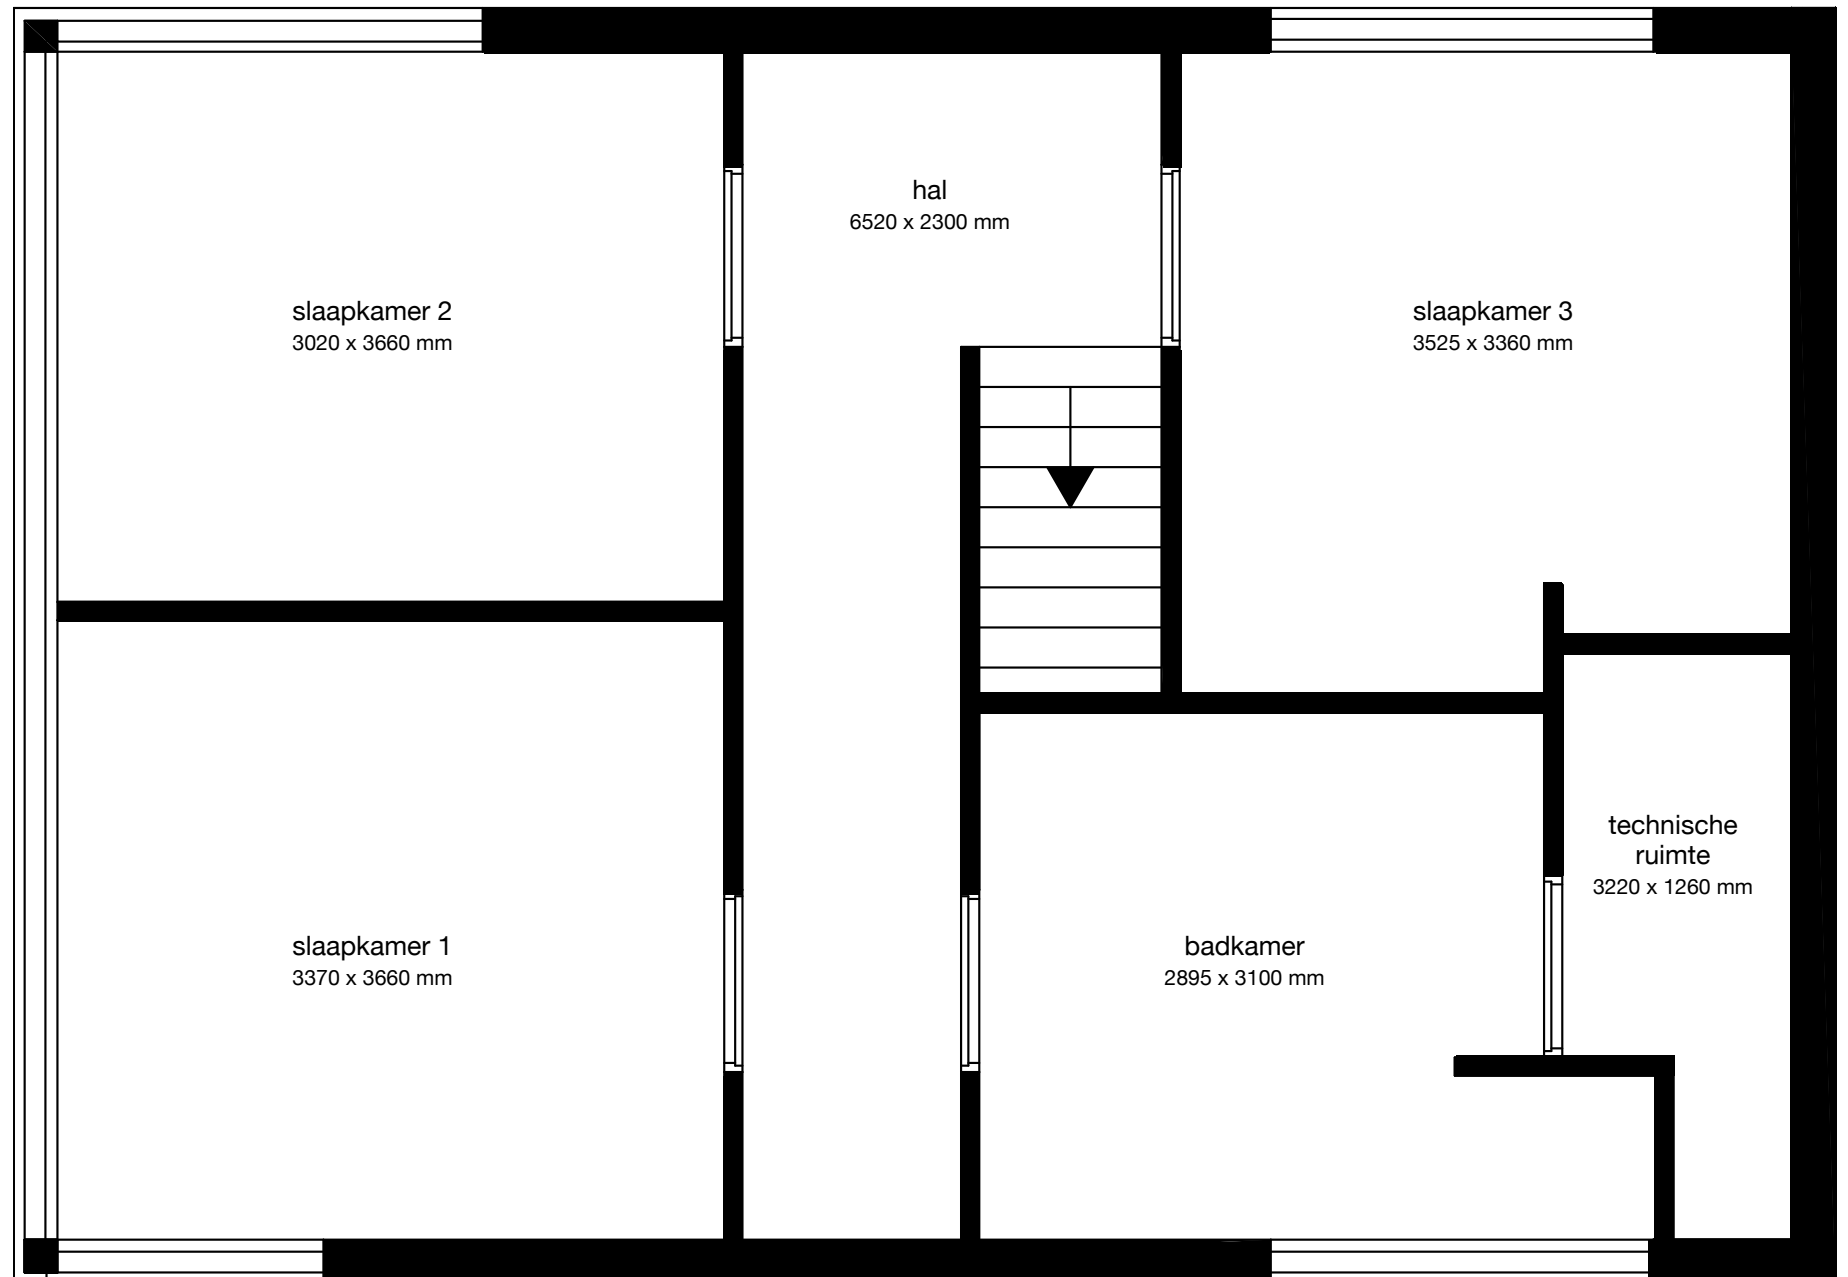 hal
6520 x 2300 mm
slaapkamer 2
3020 x 3660 mm
slaapkamer 3
3525 x 3360 mm
technische
ruimte
3220 x 1260 mm
slaapkamer 1
3370 x 3660 mm
badkamer
2895 x 3100 mm